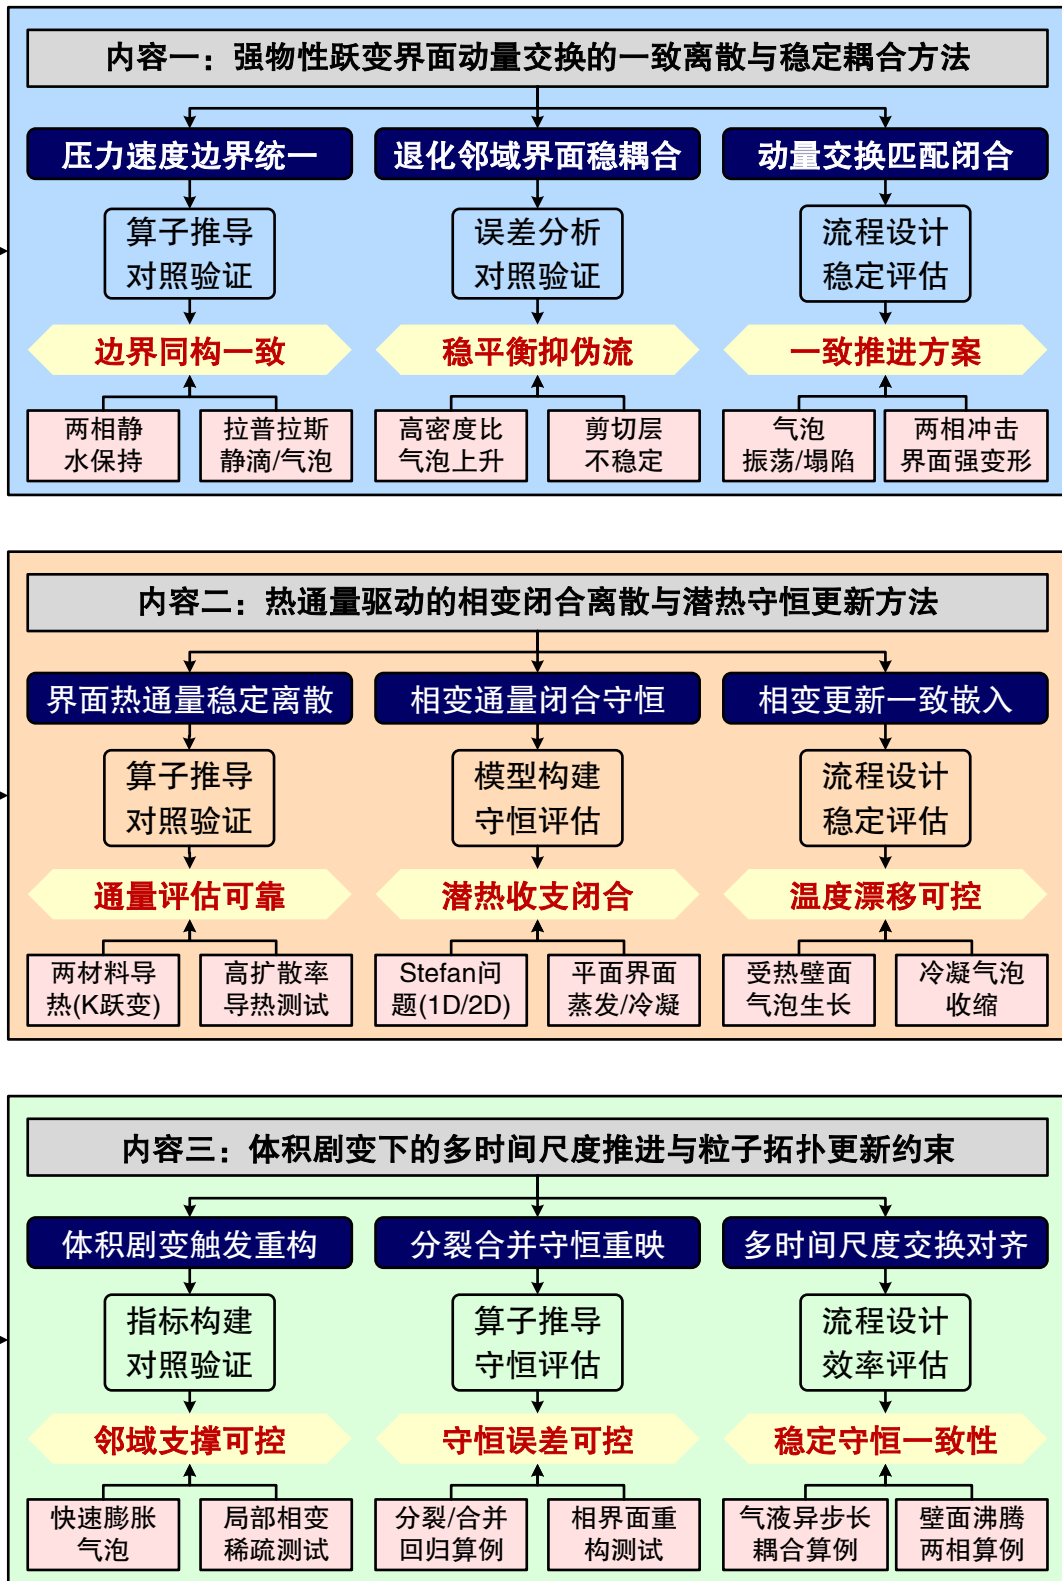 内容一：强物性跃变界面动量交换的一致离散与稳定耦合方法
压力速度边界统一
退化邻域界面稳耦合
动量交换匹配闭合
算子推导
对照验证
误差分析
对照验证
流程设计
稳定评估
边界同构一致
稳平衡抑伪流
一致推进方案
两相静
水保持
拉普拉斯
静滴/气泡
高密度比
气泡上升
剪切层
不稳定
气泡
振荡/塌陷
两相冲击
界面强变形
内容二：热通量驱动的相变闭合离散与潜热守恒更新方法
界面热通量稳定离散
相变通量闭合守恒
相变更新一致嵌入
算子推导
对照验证
模型构建
守恒评估
流程设计
稳定评估
通量评估可靠
潜热收支闭合
温度漂移可控
两材料导
热(K跃变)
高扩散率
导热测试
Stefan问
题(1D/2D)
平面界面
蒸发/冷凝
受热壁面
气泡生长
冷凝气泡
收缩
内容三：体积剧变下的多时间尺度推进与粒子拓扑更新约束
体积剧变触发重构
分裂合并守恒重映
多时间尺度交换对齐
指标构建
对照验证
算子推导
守恒评估
流程设计
效率评估
邻域支撑可控
守恒误差可控
稳定守恒一致性
快速膨胀
气泡
局部相变
稀疏测试
分裂/合并
回归算例
相界面重
构测试
气液异步长
耦合算例
壁面沸腾
两相算例